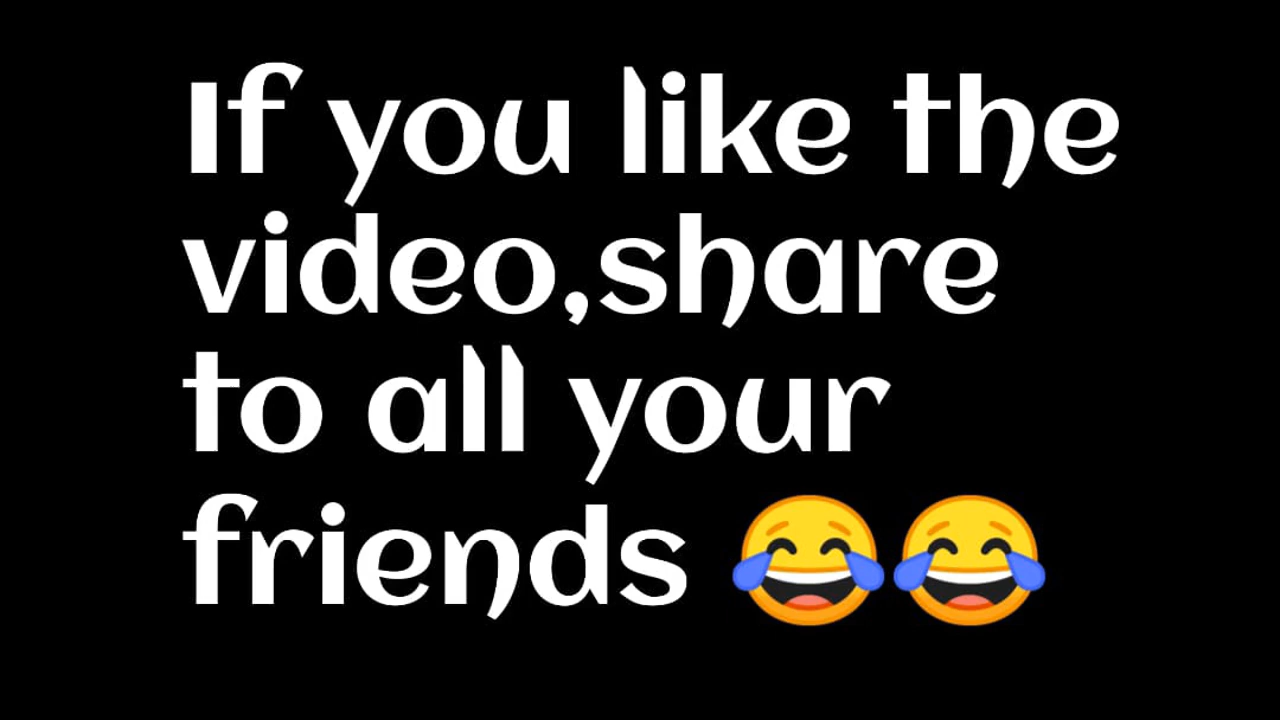 If you like the
video,share
to all your
friends 😂😂